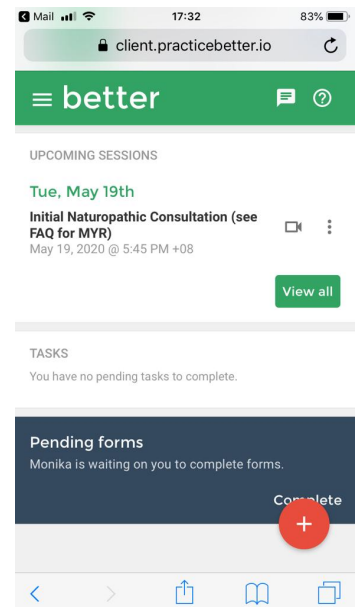 Mail 17:32 83%
client.practicebetter.io
better
UPCOMING SESSIONS
Tue, May 19th
Initial Naturopathic Consultation (see
FAQ for MYR)
May 19, 2020 @ 5:45 PM +08
View all
TASKS
You have no pending tasks to complete.
Pending forms
Monika is waiting on you to complete forms.
Complete